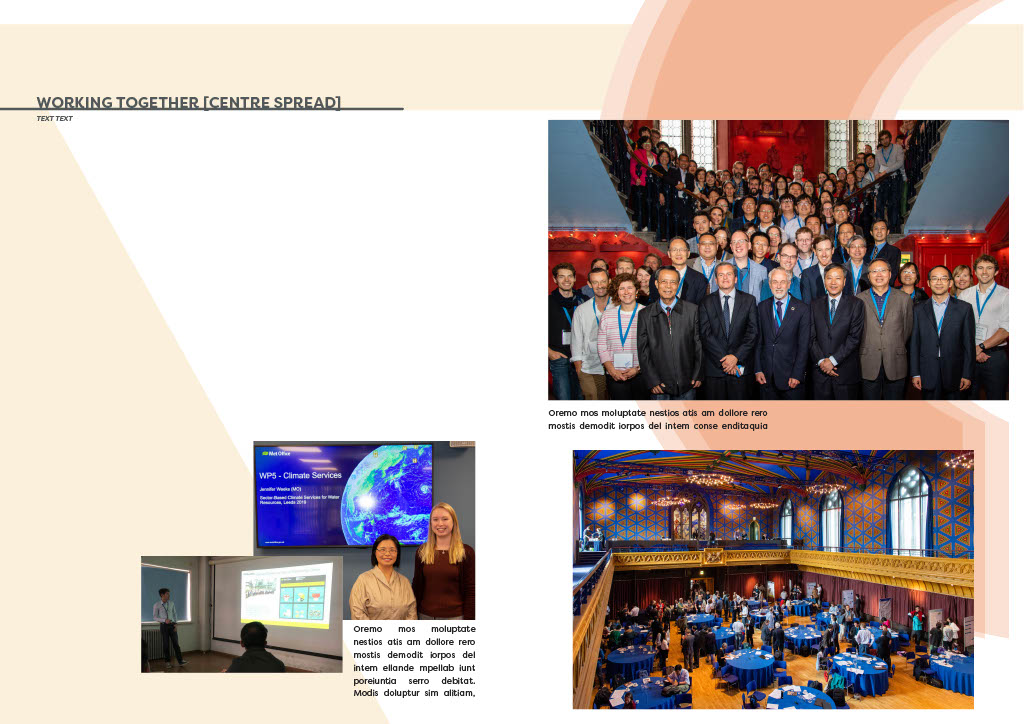 WORKING TOGETHER [CENTRE SPREAD]
TEXT TEXT
Met Office
WP5 - Climate Services
Jennifer Weeks (MO)
Sector-Based Climate Services for Water
Resources, Leeds 2019
Oremo mos moluptate
nestios atis am dollore rero
mostis demodit iorpos del
intem ellande mpellab iunt
poreiuntia serro debitat.
Modis doluptur sim alitiam,
Oremo mos moluptate nestios atis am dollore rero
mostis demodit iorpos del intem conse enditaquia